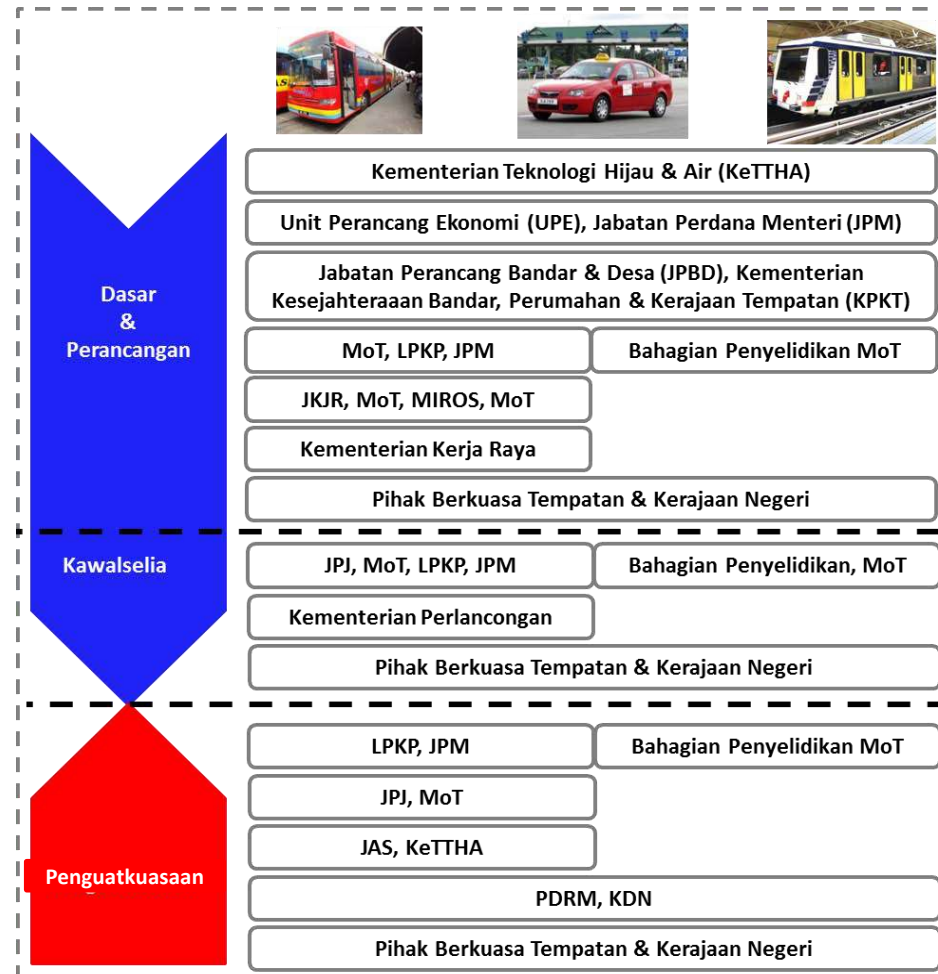 Kementerian Teknologi Hijau & Air (KeTTHA)
Unit Perancang Ekonomi (UPE), Jabatan Perdana Menteri (JPM)
Jabatan Perancang Bandar & Desa (JPBD), Kementerian
Kesejahteraaan Bandar, Perumahan & Kerajaan Tempatan (KPKT)
Dasar
&
Perancangan
MoT, LPKP, JPM
Bahagian Penyelidikan MoT
JKJR, MoT, MIROS, MoT
Kementerian Kerja Raya
Pihak Berkuasa Tempatan & Kerajaan Negeri
Kawalselia
JPJ, MoT, LPKP, JPM
Bahagian Penyelidikan, MoT
Kementerian Perlancongan
Pihak Berkuasa Tempatan & Kerajaan Negeri
LPKP, JPM
Bahagian Penyelidikan MoT
JPJ, MoT
JAS, KeTTHA
Penguatkuasaan
PDRM, KDN
Pihak Berkuasa Tempatan & Kerajaan Negeri